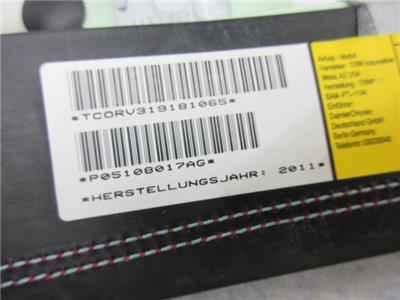 *TCORV319181065*
*P05108017AG*
*HERSTELLUNGSJAHR: 2011*
Airbag - Modul
Hersteller: TRW Automotive
Mesa, AZ USA
Einführer:
DaimlerChrysler
Deutschland GmbH
Berlin Germany